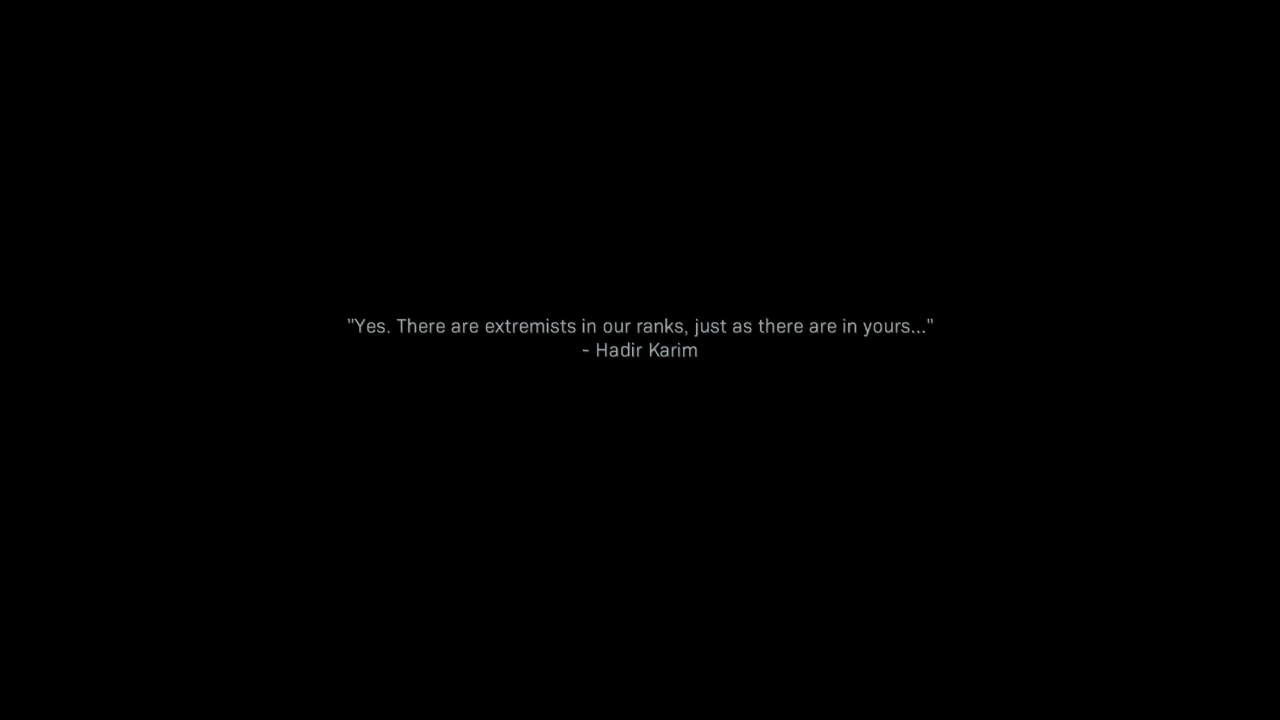 "Yes. There are extremists in our ranks, just as there are in yours..."
- Hadir Karim